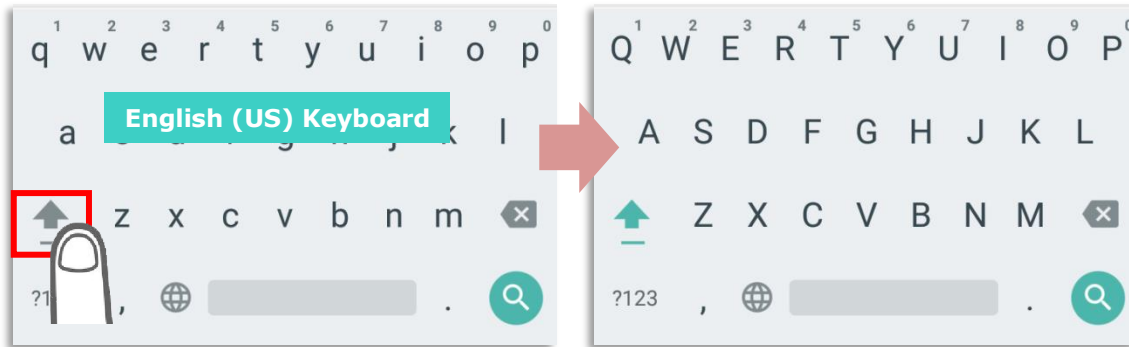 1 2 3 4 5 6 7 8 9 0
q w e r t y u i o p
English (US) Keyboard
a l
z x c v b n m
, .
1 2 3 4 5 6 7 8 9
Q W E R T Y U I O P
A S D F G H J K L
Z X C V B N M
?123 , .